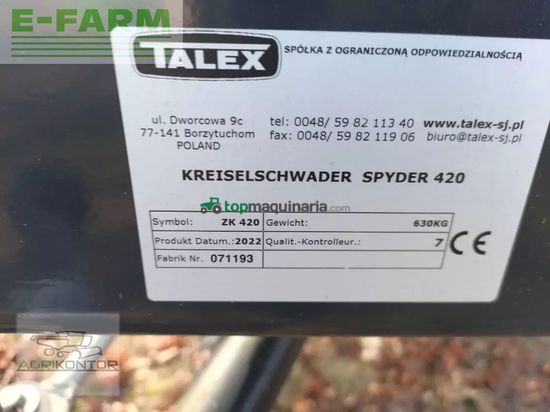 E-FARM
TALEX
SPÓŁKA Z OGRANICZONĄ ODPOWIEDZIALNOŚCIĄ
ul. Dworcowa 9c
77-141 Borzytuchom
POLAND
tel: 0048/ 59 82 113 40
fax: 0048/ 59 82 119 06
www.talex-sj.pl
biuro@talex-sj.pl
KREISELSCHWADER SPYDER 420
topmaquinaria.com
Symbol: ZK 420 Gewicht: 630KG
Produkt Datum.: 2022 Qualit.-Kontrolleur.: 7
Fabrik Nr. 071193
CE
AGRIKONTOR